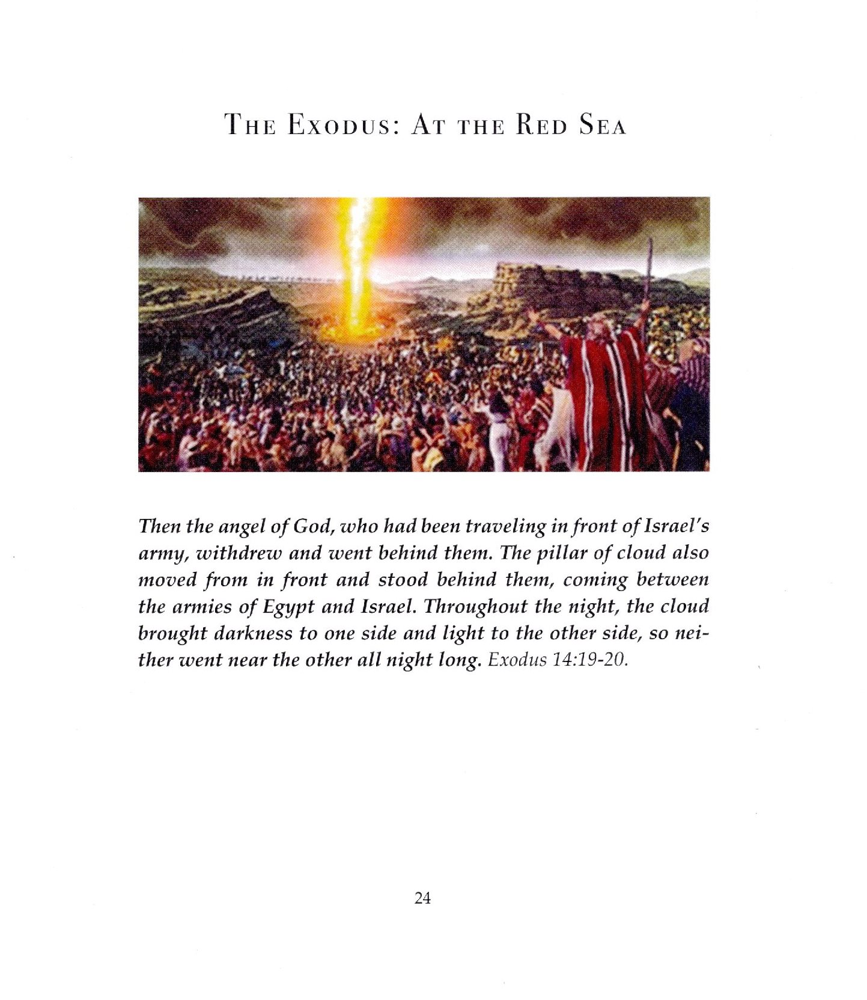 The Exodus: At the Red Sea
Then the angel of God, who had been traveling in front of Israel's
army, withdrew and went behind them. The pillar of cloud also
moved from in front and stood behind them, coming between
the armies of Egypt and Israel. Throughout the night, the cloud
brought darkness to one side and light to the other side, so nei-
ther went near the other all night long. Exodus 14:19-20.
24